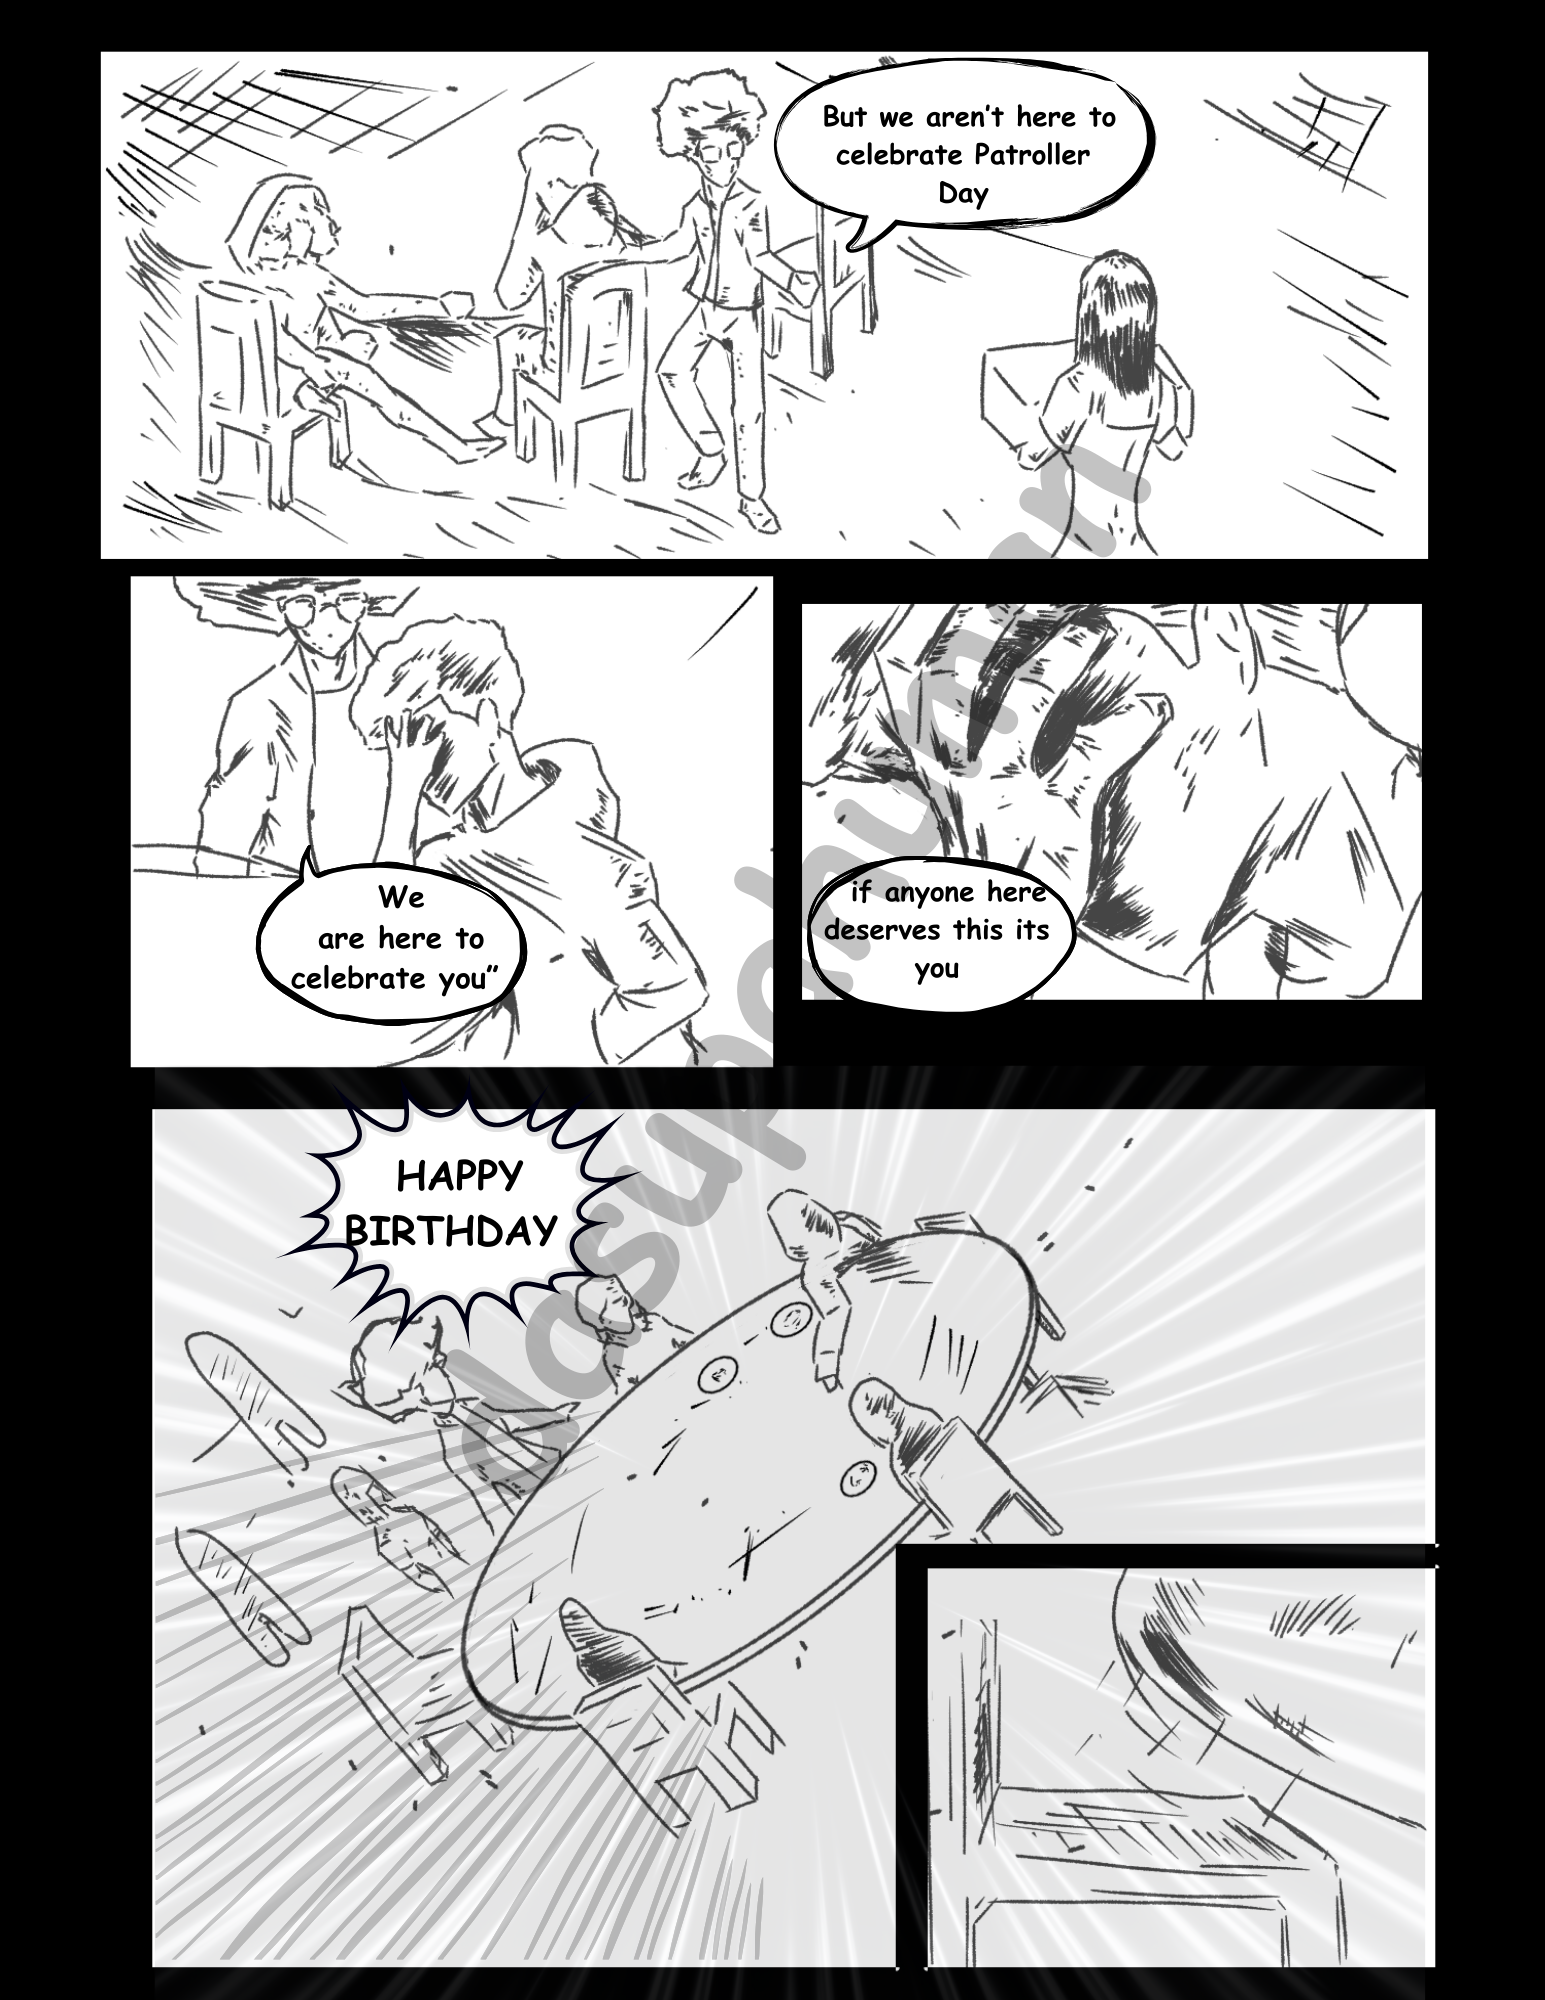 But we aren't here to
celebrate Patroller
Day
We
are here to
celebrate you”
if anyone here
deserves this its
you
HAPPY
BIRTHDAY